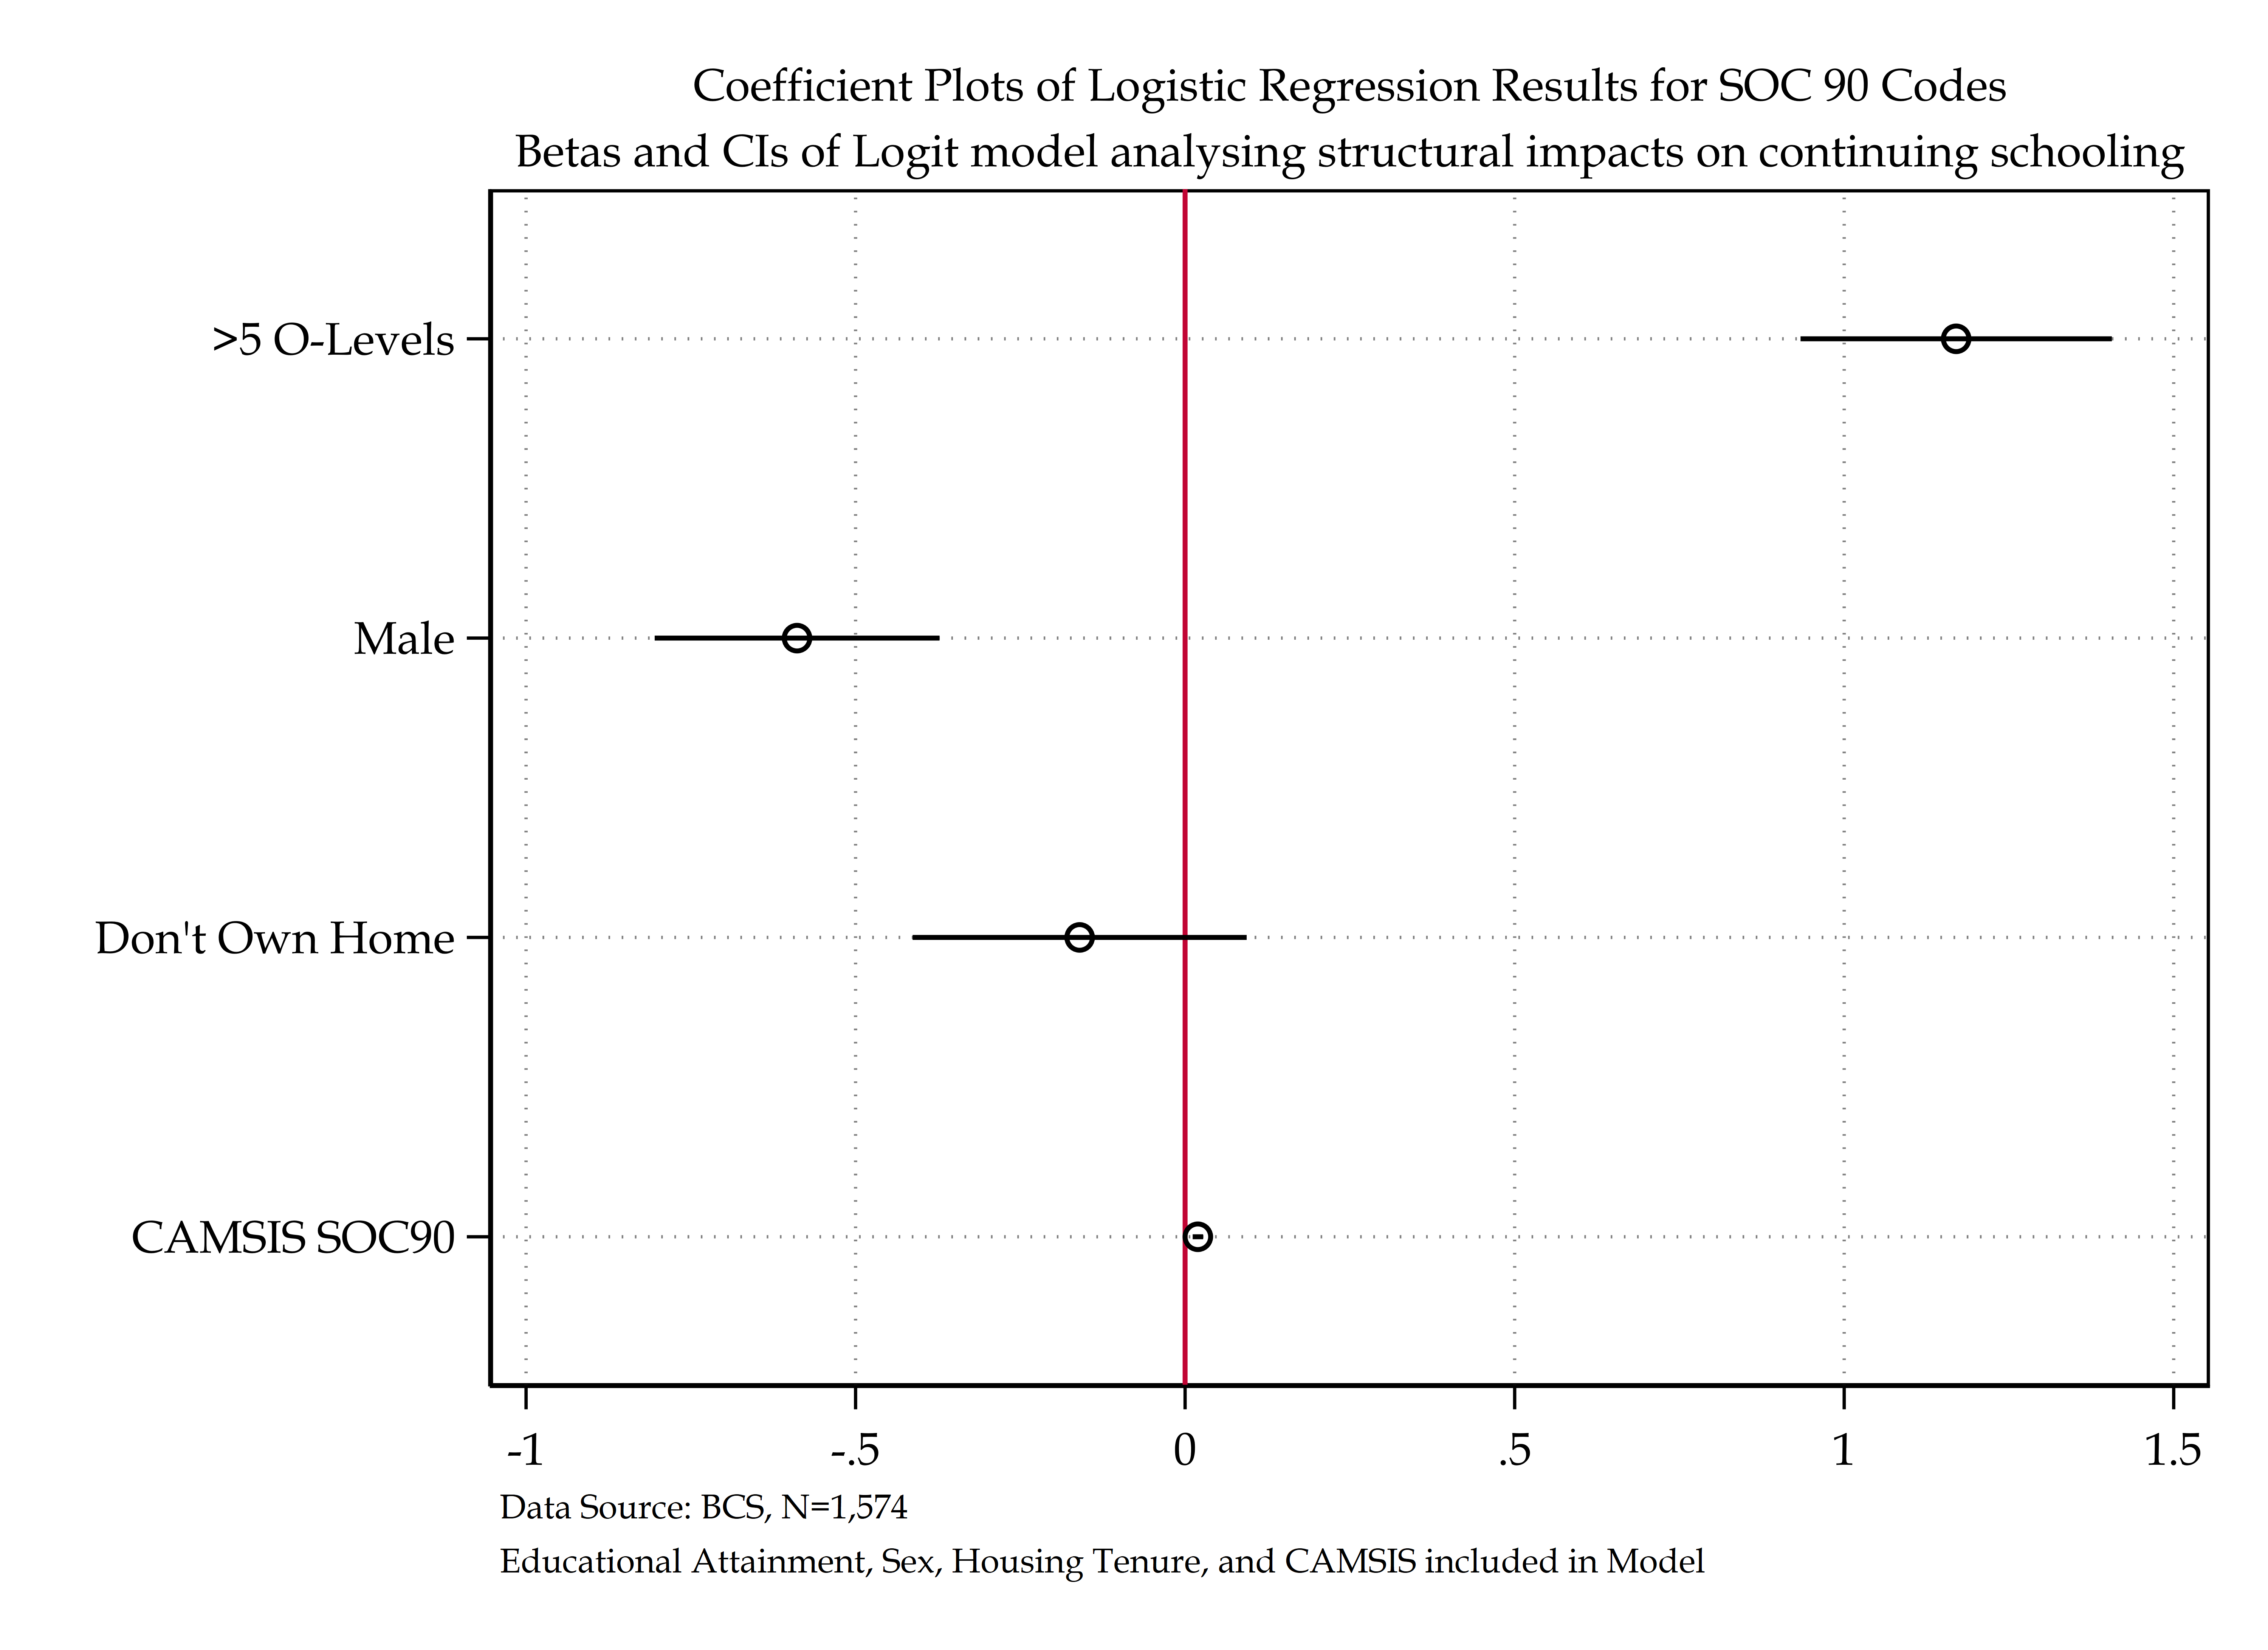 Coefficient Plots of Logistic Regression Results for SOC 90 Codes
Betas and CIs of Logit model analysing structural impacts on continuing schooling
>5 O-Levels
Male
Don't Own Home
CAMSIS SOC90
-1 -.5 0 .5 1 1.5
Data Source: BCS, N=1,574
Educational Attainment, Sex, Housing Tenure, and CAMSIS included in Model